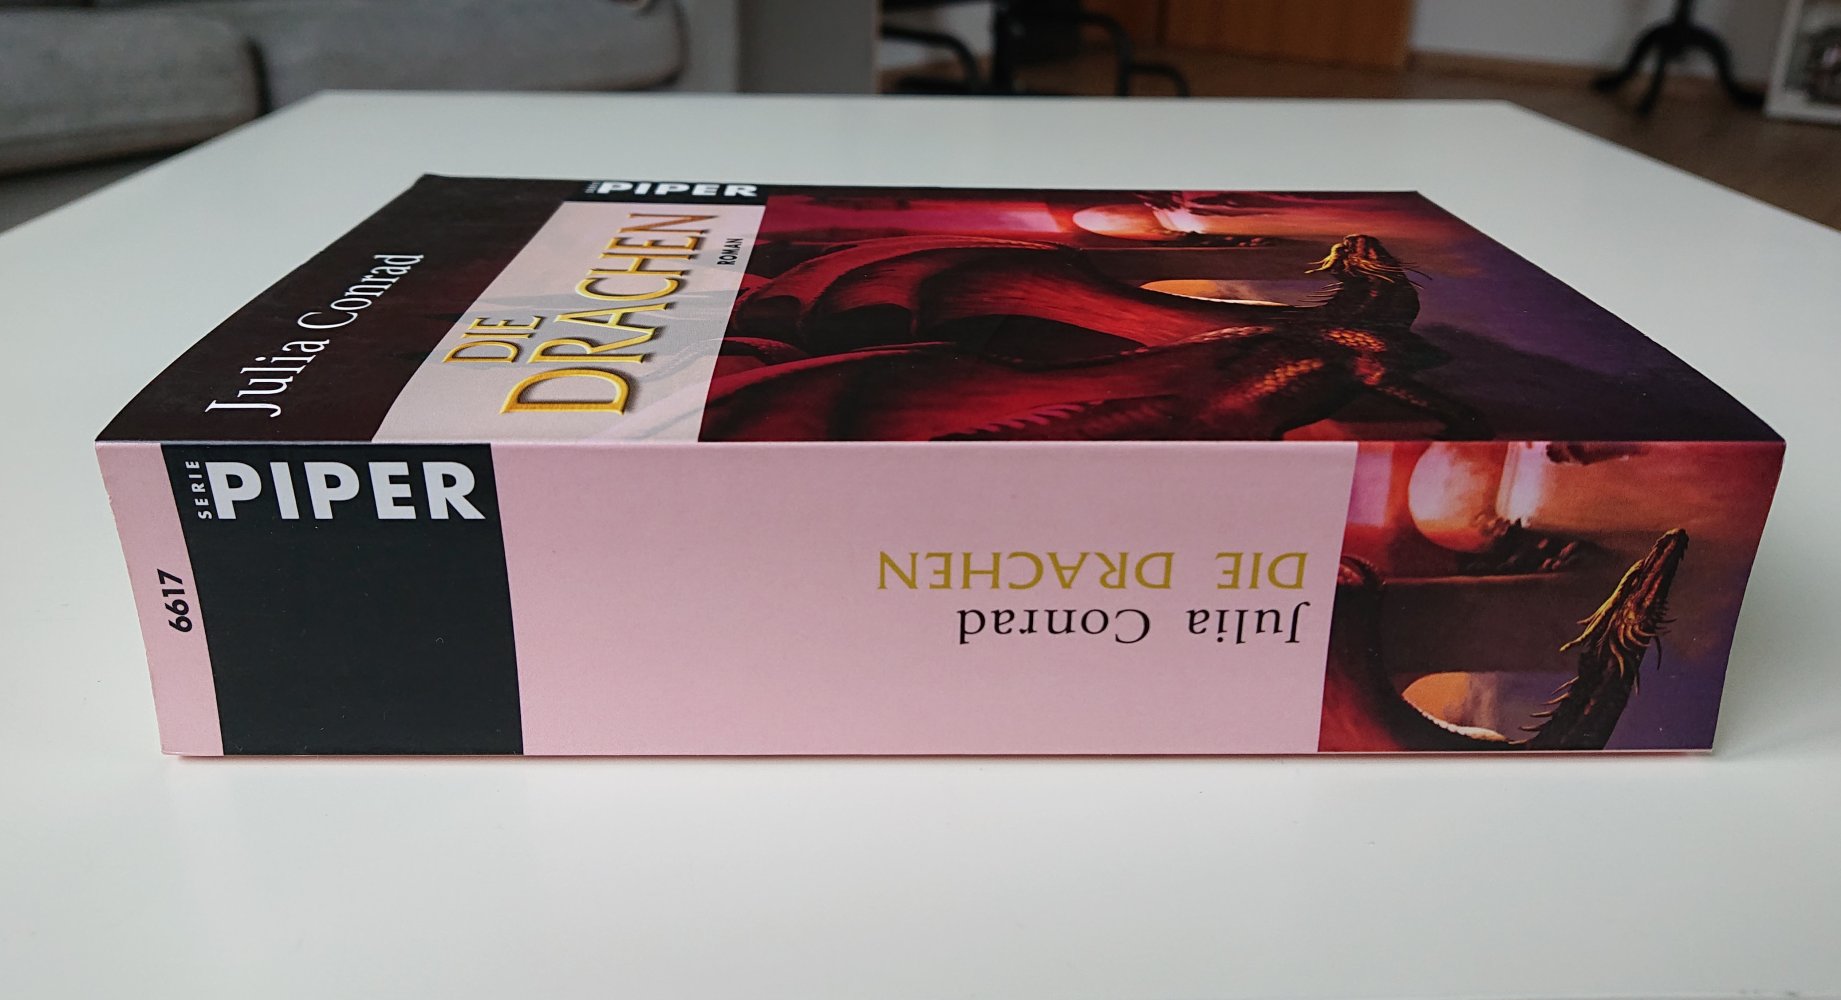 Julia Conrad
DIE
DRACHEN
ROMAN
SERIE
PIPER
SERIE
PIPER
6617
Julia Conrad
DIE DRACHEN